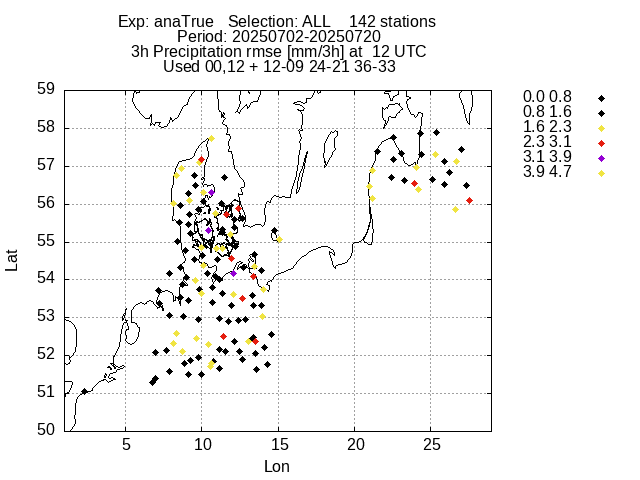 Exp: anaTrue   Selection: ALL    142 stations
Period: 20250702-20250720
3h Precipitation rmse [mm/3h] at  12 UTC
Used 00,12 + 12-09 24-21 36-33
0.0 0.8
0.8 1.6
1.6 2.3
2.3 3.1
3.1 3.9
3.9 4.7
59
58
57
56
55
54
53
52
51
50
Lat
5 10 15 20 25
Lon